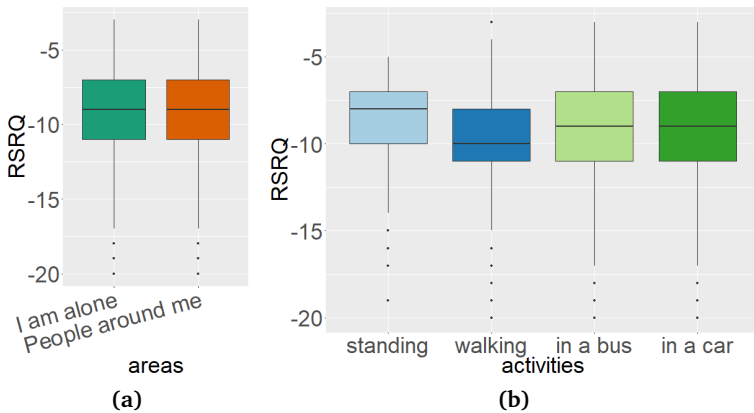 RSRQ
-5
-10
-15
-20
I am alone
People around me
areas
(a)
RSRQ
-5
-10
-15
-20
standing walking in a bus in a car
activities
(b)